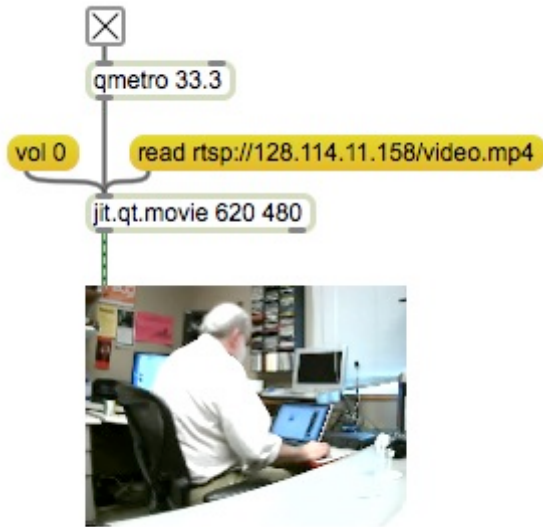 qmetro 33.3
vol 0
read rtsp://128.114.11.158/video.mp4
jit.qt.movie 620 480